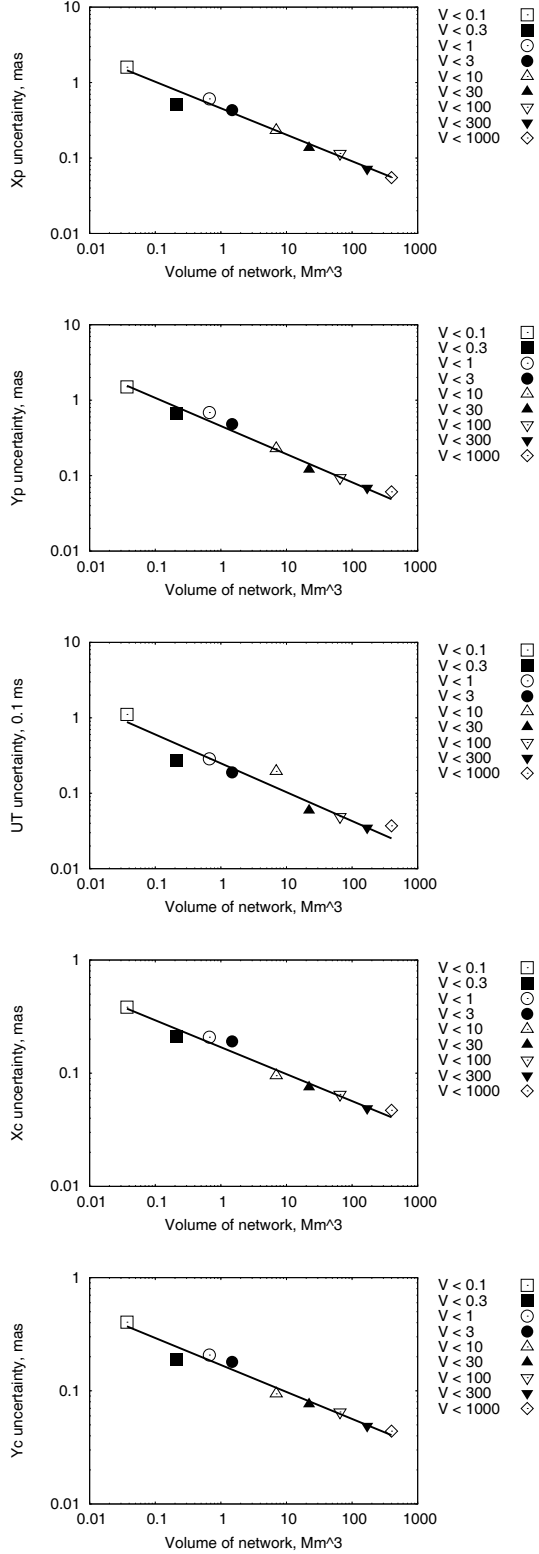 Xp uncertainty, mas
10
1
0.1
0.01
0.01 0.1 1 10 100 1000
Volume of network, Mm^3
V < 0.1
V < 0.3
V < 1
V < 3
V < 10
V < 30
V < 100
V < 300
V < 1000
Yp uncertainty, mas
10
1
0.1
0.01
0.01 0.1 1 10 100 1000
Volume of network, Mm^3
V < 0.1
V < 0.3
V < 1
V < 3
V < 10
V < 30
V < 100
V < 300
V < 1000
UT uncertainty, 0.1 ms
10
1
0.1
0.01
0.01 0.1 1 10 100 1000
Volume of network, Mm^3
V < 0.1
V < 0.3
V < 1
V < 3
V < 10
V < 30
V < 100
V < 300
V < 1000
Xc uncertainty, mas
1
0.1
0.01
0.01 0.1 1 10 100 1000
Volume of network, Mm^3
V < 0.1
V < 0.3
V < 1
V < 3
V < 10
V < 30
V < 100
V < 300
V < 1000
Yc uncertainty, mas
1
0.1
0.01
0.01 0.1 1 10 100 1000
Volume of network, Mm^3
V < 0.1
V < 0.3
V < 1
V < 3
V < 10
V < 30
V < 100
V < 300
V < 1000